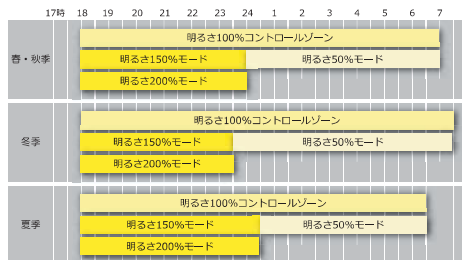 17時 18 19 20 21 22 23 24 1 2 3 4 5 6 7
明るさ100%コントロールゾーン
春・秋季 明るさ150%モード 明るさ50%モード
明るさ200%モード
明るさ100%コントロールゾーン
冬季 明るさ150%モード 明るさ50%モード
明るさ200%モード
明るさ100%コントロールゾーン
夏季 明るさ150%モード 明るさ50%モード
明るさ200%モード